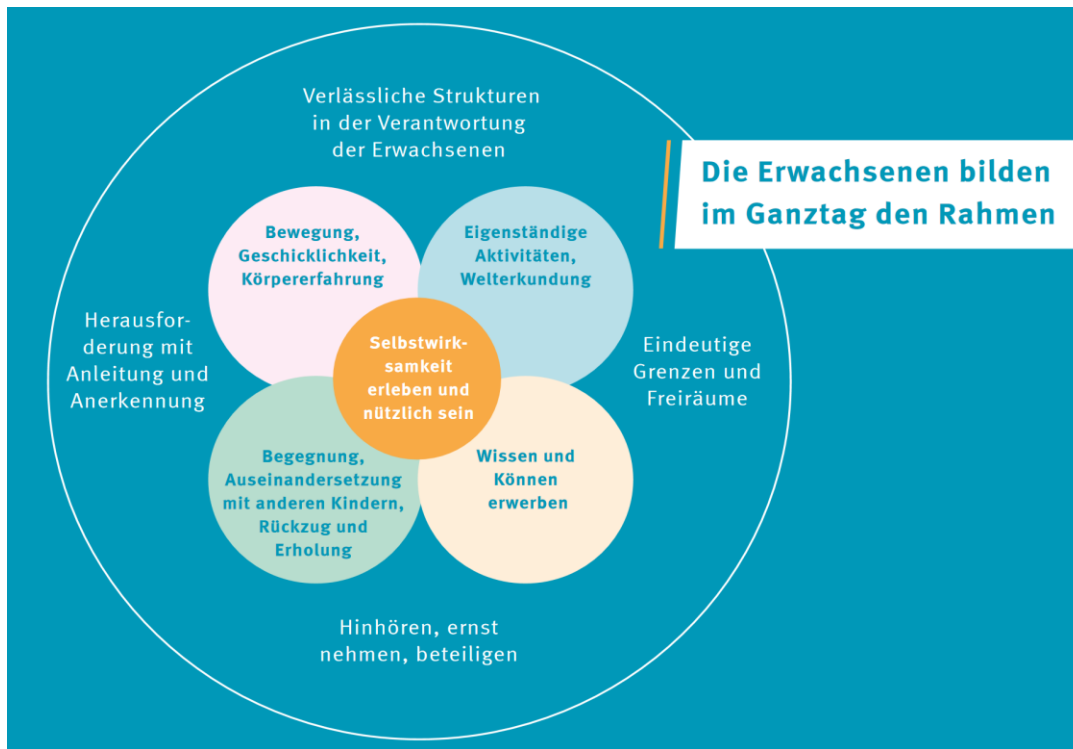 Verlässliche Strukturen
in der Verantwortung
der Erwachsenen
Die Erwachsenen bilden
im Ganztag den Rahmen
Bewegung,
Geschicklichkeit,
Körpererfahrung
Eigenständige
Aktivitäten,
Welterkundung
Herausfor-
derung mit
Anleitung und
Anerkennung
Selbstwirk-
samkeit
erleben und
nützlich sein
Eindeutige
Grenzen und
Freiräume
Begegnung,
Auseinandersetzung
mit anderen Kindern,
Rückzug und
Erholung
Wissen und
Können
erwerben
Hinhören, ernst
nehmen, beteiligen